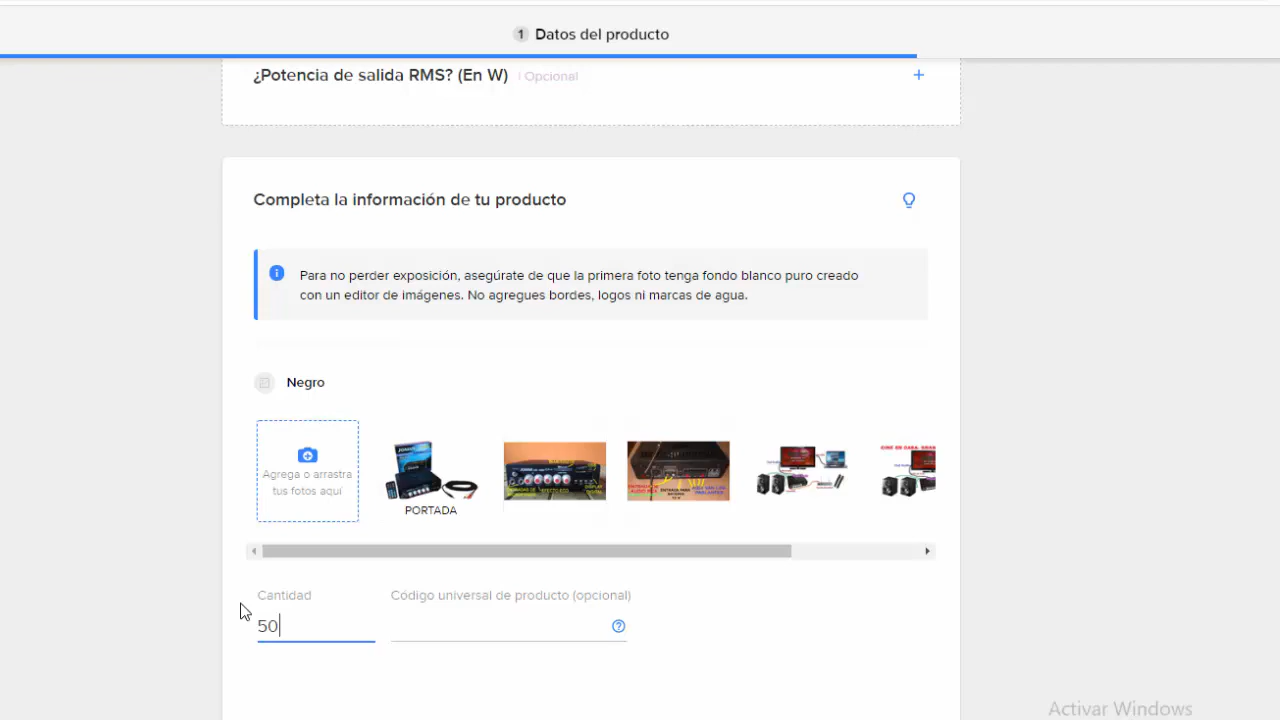 1 Datos del producto
¿Potencia de salida RMS? (En W) | Opcional +
Completa la información de tu producto
Para no perder exposición, asegúrate de que la primera foto tenga fondo blanco puro creado
con un editor de imágenes. No agregues bordes, logos ni marcas de agua.
Negro
Agrega o arrastra
tus fotos aquí
PORTADA
Cantidad
Código universal de producto (opcional)
50
Activar Windows